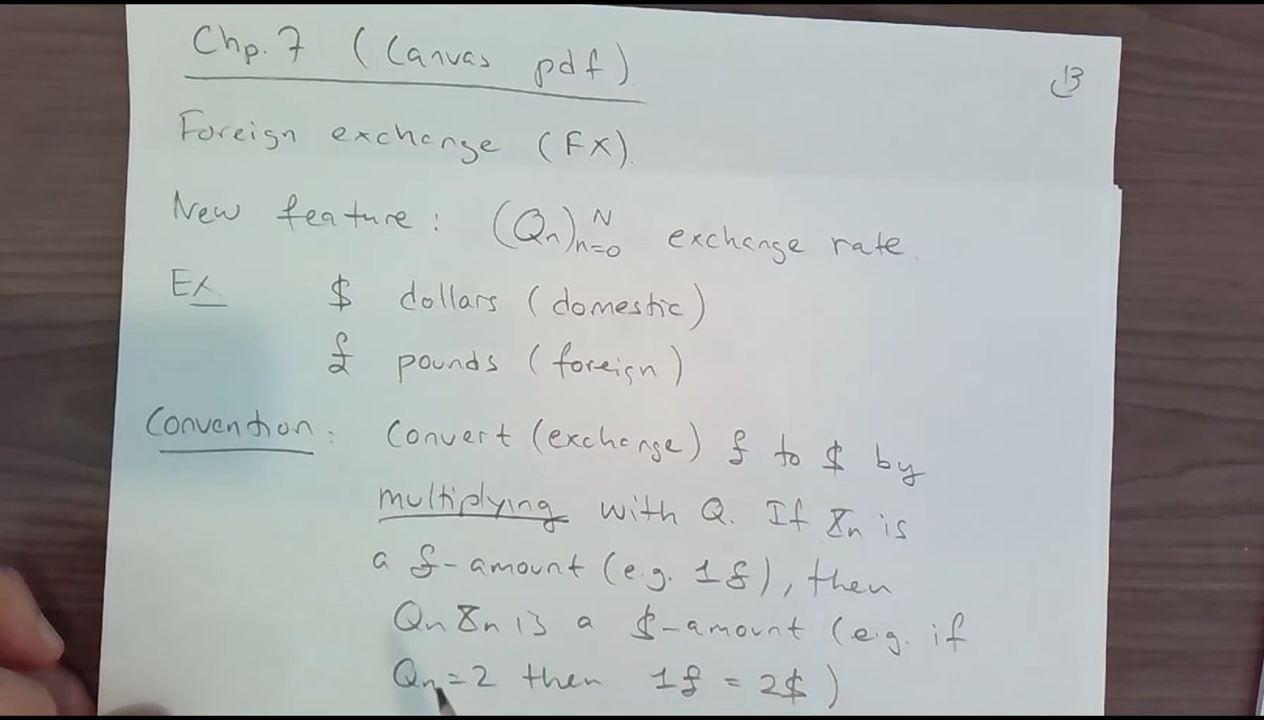 Chp. 7 (Canvas pdf).
13
Foreign exchange (FX).
New feature: (Qn)n=0^N exchange rate.
Ex. $ dollars (domestic)
£ pounds (foreign)
Convention: Convert (exchange) £ to $ by
multiplying with Q. If Xn is
a £-amount (e.g. 1£), then
QnXn is a $-amount (e.g. if
Qn=2 then 1£ = 2$)